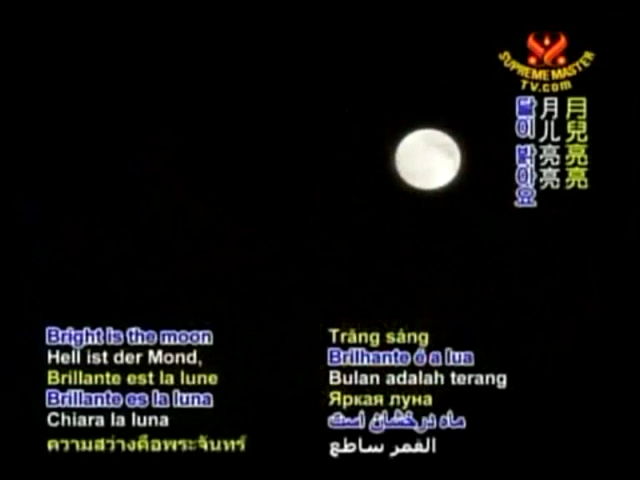 SUPREME MASTER
TV.com
月兒亮亮
月儿亮亮
달이 밝아요
Bright is the moon
Hell ist der Mond,
Brillante est la lune
Brillante es la luna
Chiara la luna
ความสว่างคือพระจันทร์
Trăng sáng
Brilhante é a lua
Bulan adalah terang
Яркая луна
ماه درخشان است
القمر ساطع